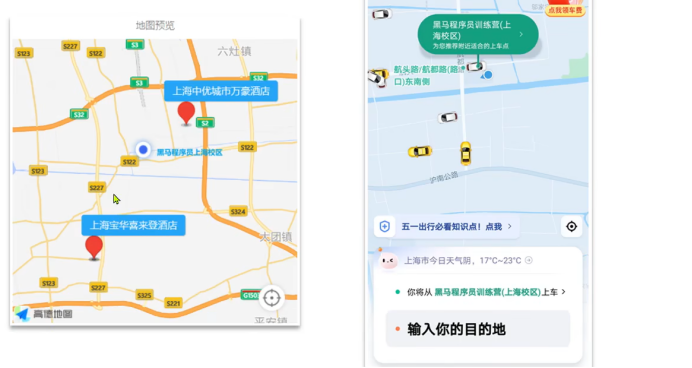 地图预览
S3
六灶镇
S227
S123
S122
S3
S32
上海中优城市万豪酒店
S32
S2
S122
黑马程序员上海校区
S122
S123
S227
S324
上海宝华喜来登酒店
大团镇
S123
S227
S325
S221
G1503
高德地图
平安镇
点我领车费
黑马程序员训练营(上
海校区)
为您推荐附近适合的上车点
航头路/航都路(路
口)东南侧
沪南公路
五一出行必看知识点！点我
上海市今日天气阴，17°C~23°C
你将从 黑马程序员训练营(上海校区)上车
输入你的目的地